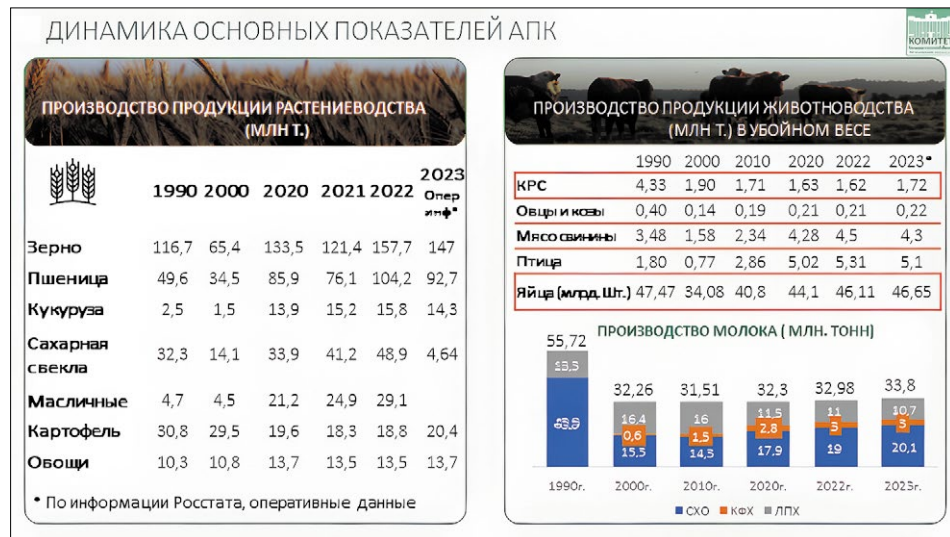 ДИНАМИКА ОСНОВНЫХ ПОКАЗАТЕЛЕЙ АПК
КОМИТЕТ
ПРОИЗВОДСТВО ПРОДУКЦИИ РАСТЕНИЕВОДСТВА
(МЛН Т.)
1990 2000 2020 2021 2022 2023
Опер
инф*
Зерно 116,7 65,4 133,5 121,4 157,7 147
Пшеница 49,6 34,5 85,9 76,1 104,2 92,7
Кукуруза 2,5 1,5 13,9 15,2 15,8 14,3
Сахарная
свекла 32,3 14,1 33,9 41,2 48,9 4,64
Масличные 4,7 4,5 21,2 24,9 29,1
Картофель 30,8 29,5 19,6 18,3 18,8 20,4
Овощи 10,3 10,8 13,7 13,5 13,5 13,7
* По информации Росстата, оперативные данные
ПРОИЗВОДСТВО ПРОДУКЦИИ ЖИВОТНОВОДСТВА
(МЛН Т.) В УБОЙНОМ ВЕСЕ
1990 2000 2010 2020 2022 2023*
КРС 4,33 1,90 1,71 1,63 1,62 1,72
Овцы и козы 0,40 0,14 0,19 0,21 0,21 0,22
Мясо свинины 3,48 1,58 2,34 4,28 4,5 4,3
Птица 1,80 0,77 2,86 5,02 5,31 5,1
Яйца (млрд. Шт.) 47,47 34,08 40,8 44,1 46,11 46,65
ПРОИЗВОДСТВО МОЛОКА ( МЛН. ТОНН)
55,72 32,26 31,51 32,3 32,98 33,8
16,4 16 11,5 11 10,7
0,6 1,5 2,8 3 3
15,5 14,3 17,9 19 20,1
1990г. 2000г. 2010г. 2020г. 2022г. 2023г.
СХО КФХ ЛПХ